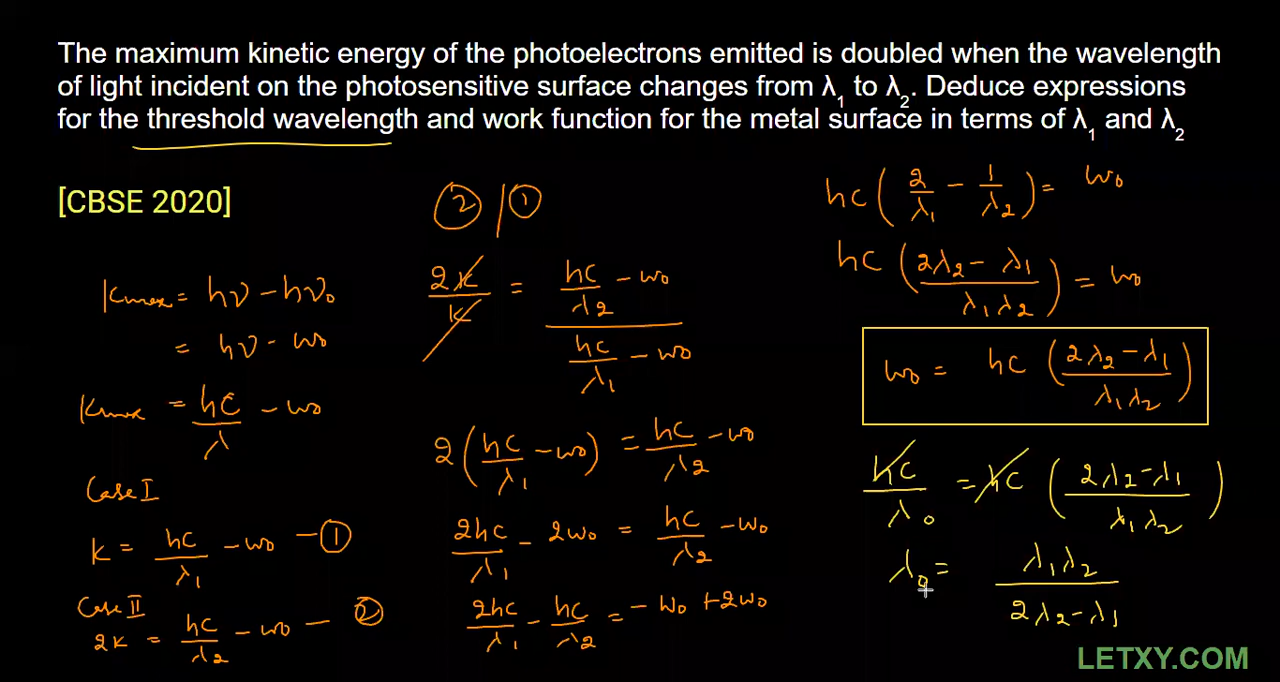 The maximum kinetic energy of the photoelectrons emitted is doubled when the wavelength
of light incident on the photosensitive surface changes from λ₁ to λ₂. Deduce expressions
for the threshold wavelength and work function for the metal surface in terms of λ₁ and λ₂
[CBSE 2020]
Kmax = hν − hν₀
= hν − w₀
Kmax = hc/λ − w₀
Case I
K = hc/λ₁ − w₀ — ①
Case II
2K = hc/λ₂ − w₀ — ②
② / ①
2K/K = (hc/λ₂ − w₀)/(hc/λ₁ − w₀)
2(hc/λ₁ − w₀) = hc/λ₂ − w₀
2hc/λ₁ − 2w₀ = hc/λ₂ − w₀
2hc/λ₁ − hc/λ₂ = − w₀ + 2w₀
hc(2/λ₁ − 1/λ₂) = w₀
hc((2λ₂ − λ₁)/(λ₁λ₂)) = w₀
w₀ = hc((2λ₂ − λ₁)/(λ₁λ₂))
hc/λ₀ = hc((2λ₂ − λ₁)/(λ₁λ₂))
λ₀ = λ₁λ₂/(2λ₂ − λ₁)
LETXY.COM